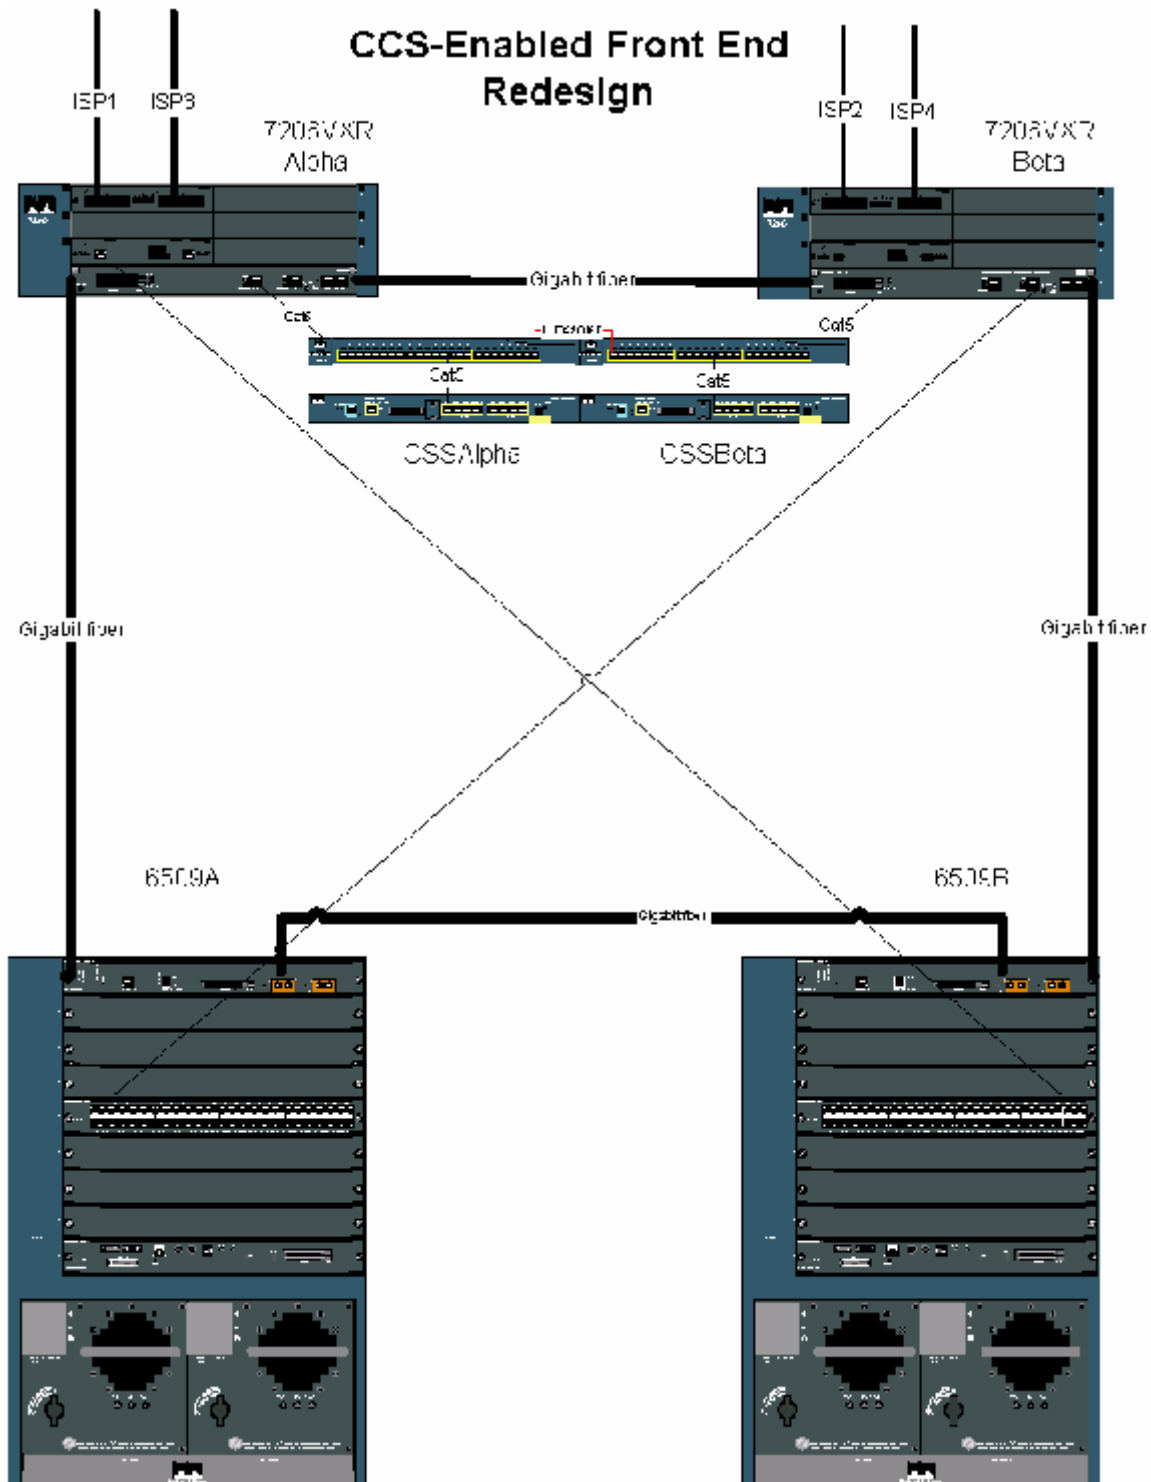 CCS-Enabled Front End
Redesign
ISP1
ISP3
ISP2
ISP4
7206VXR
Alpha
7206VXR
Beta
Gigabit fiber
Cat5
Cat5
Cat5
Cat5
CSSAlpha
CSSBeta
Gigabit fiber
Gigabit fiber
6509A
6509B
Gigabit fiber